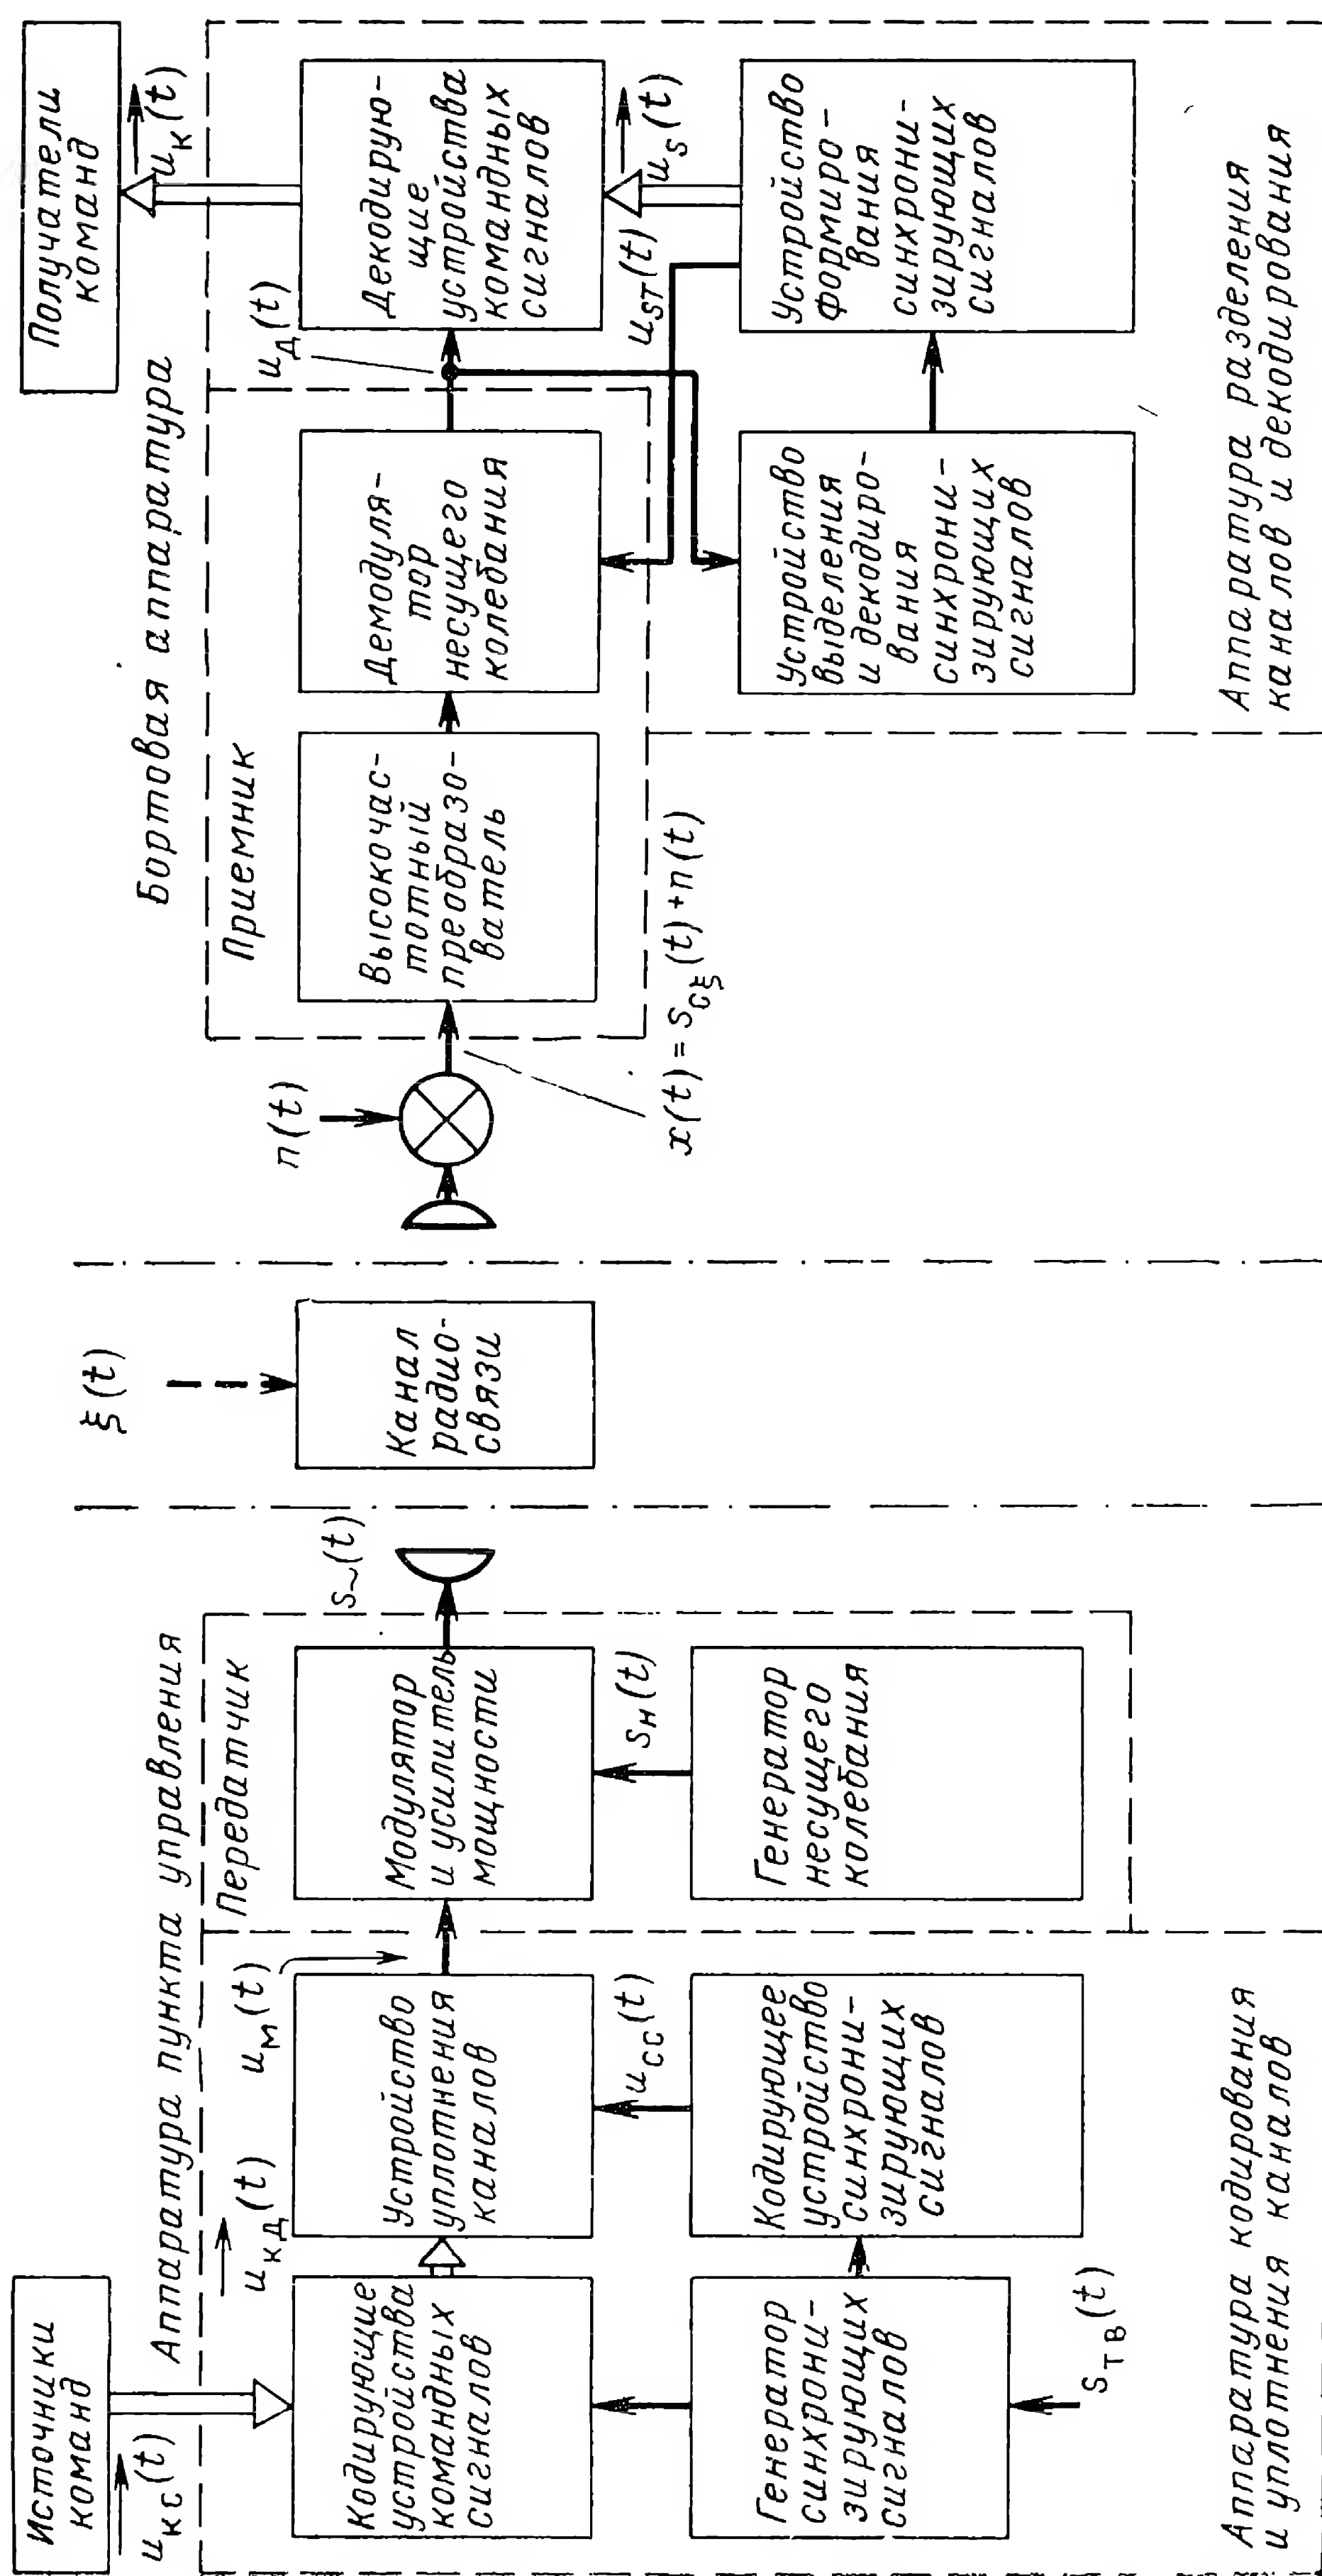 Источники
команд
u_кс(t)
Аппаратура пункта управления
u_кд(t)
Кодирующие
устройства
командных
сигналов
Генератор
синхрони-
зирующих
сигналов
s_тв(t)
Устройство
уплотнения
каналов
u_м(t)
u_сс(t)
Кодирующее
устройство
синхрони-
зирующих
сигналов
Аппаратура кодирования
и уплотнения каналов
Передатчик
Модулятор
и усилитель
мощности
s_н(t)
Генератор
несущего
колебания
s_~(t)
ξ(t)
Канал
радио-
связи
n(t)
x(t) = s_cξ(t) + n(t)
Бортовая аппаратура
Приемник
Высокочас-
тотный
преобразо-
ватель
Демодуля-
тор
несущего
колебания
u_д(t)
u_sт(t)
Получатели
команд
u_к(t)
Декодирую-
щие
устройства
командных
сигналов
u_s(t)
Устройство
выделения
и декодиро-
вания
синхрони-
зирующих
сигналов
Устройство
формиро-
вания
синхрони-
зирующих
сигналов
Аппаратура разделения
каналов и декодирования